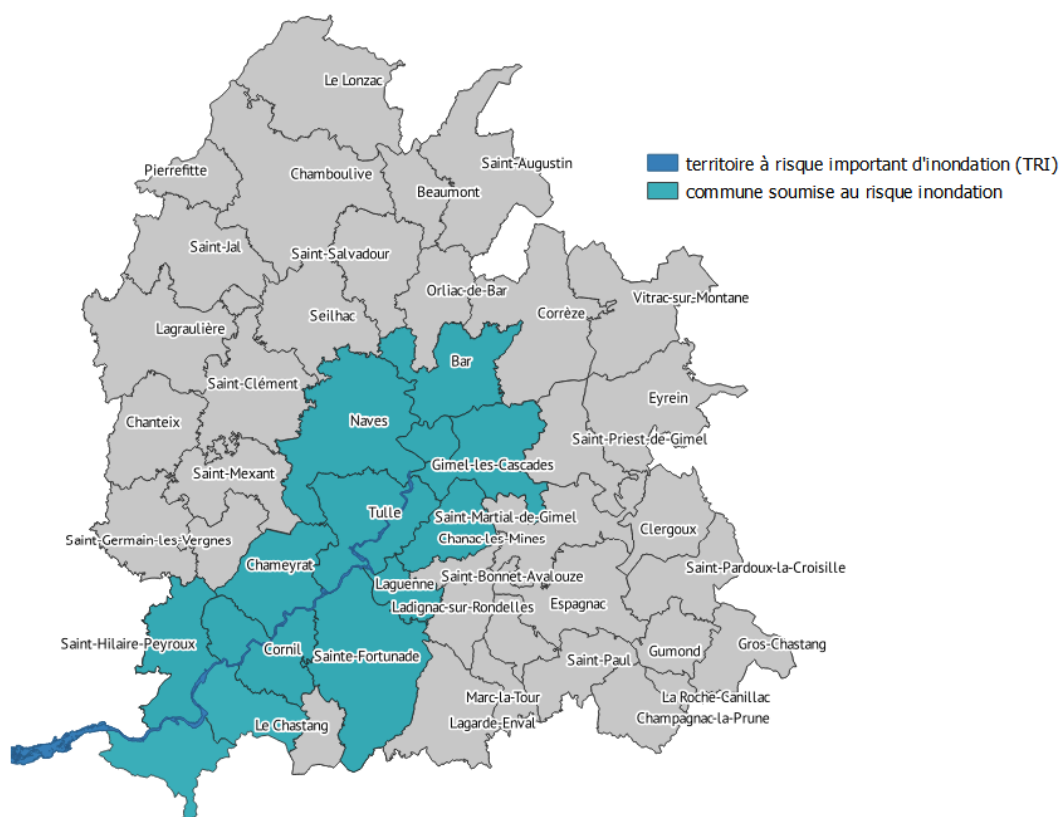 Le Lonzac
territoire à risque important d'inondation (TRI)
commune soumise au risque inondation
Pierrefitte
Chamboulive
Saint-Augustin
Beaumont
Saint-Jal
Saint-Salvadour
Orliac-de-Bar
Vitrac-sur-Montane
Corrèze
Seilhac
Lagraulière
Bar
Saint-Clément
Eyrein
Chanteix
Naves
Saint-Priest-de-Gimel
Gimel-les-Cascades
Saint-Mexant
Tulle
Saint-Martial-de-Gimel
Clergoux
Saint-Germain-les-Vergnes
Chanac-les-Mines
Chameyrat
Saint-Pardoux-la-Croisille
Saint-Bonnet-Avalouze
Laguenne
Espagnac
Ladignac-sur-Rondelles
Saint-Hilaire-Peyroux
Cornil
Sainte-Fortunade
Saint-Paul
Gumond
Gros-Chastang
Marc-la-Tour
La Roche-Canillac
Le Chastang
Lagarde-Enval
Champagnac-la-Prune